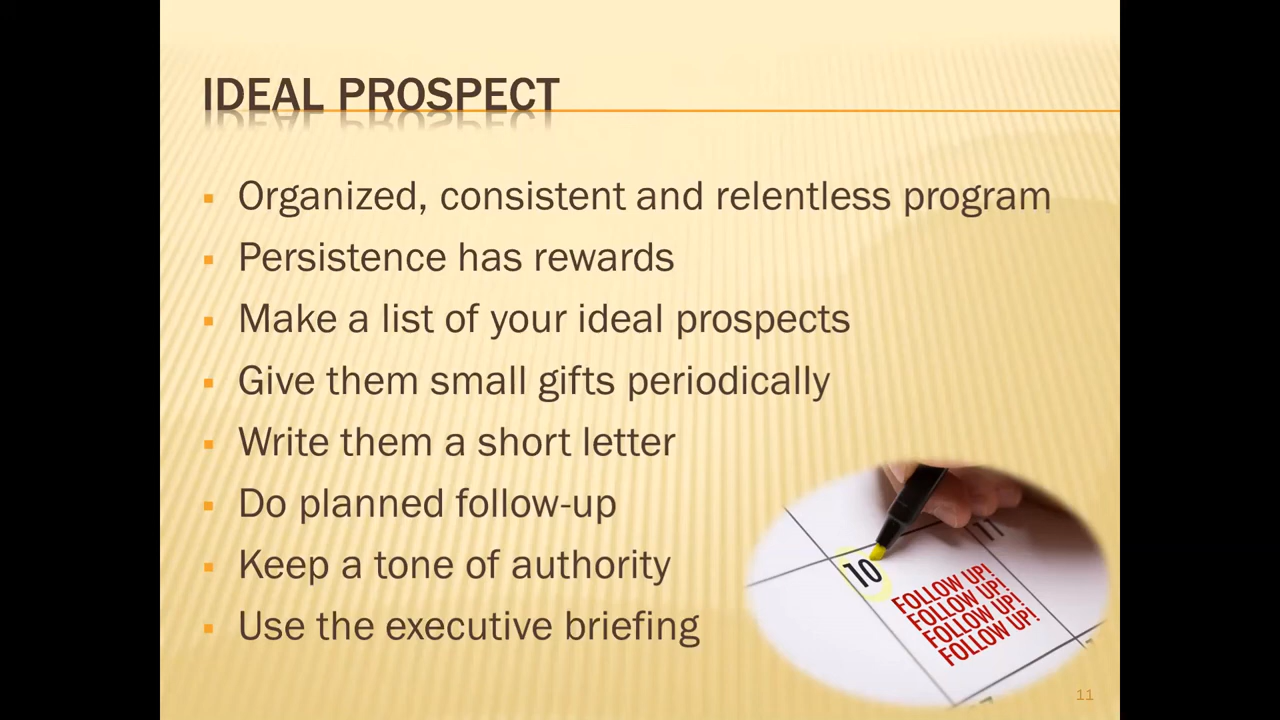 IDEAL PROSPECT
Organized, consistent and relentless program
Persistence has rewards
Make a list of your ideal prospects
Give them small gifts periodically
Write them a short letter
Do planned follow-up
Keep a tone of authority
Use the executive briefing
11
10
FOLLOW UP!
FOLLOW UP!
FOLLOW UP!
FOLLOW UP!
11